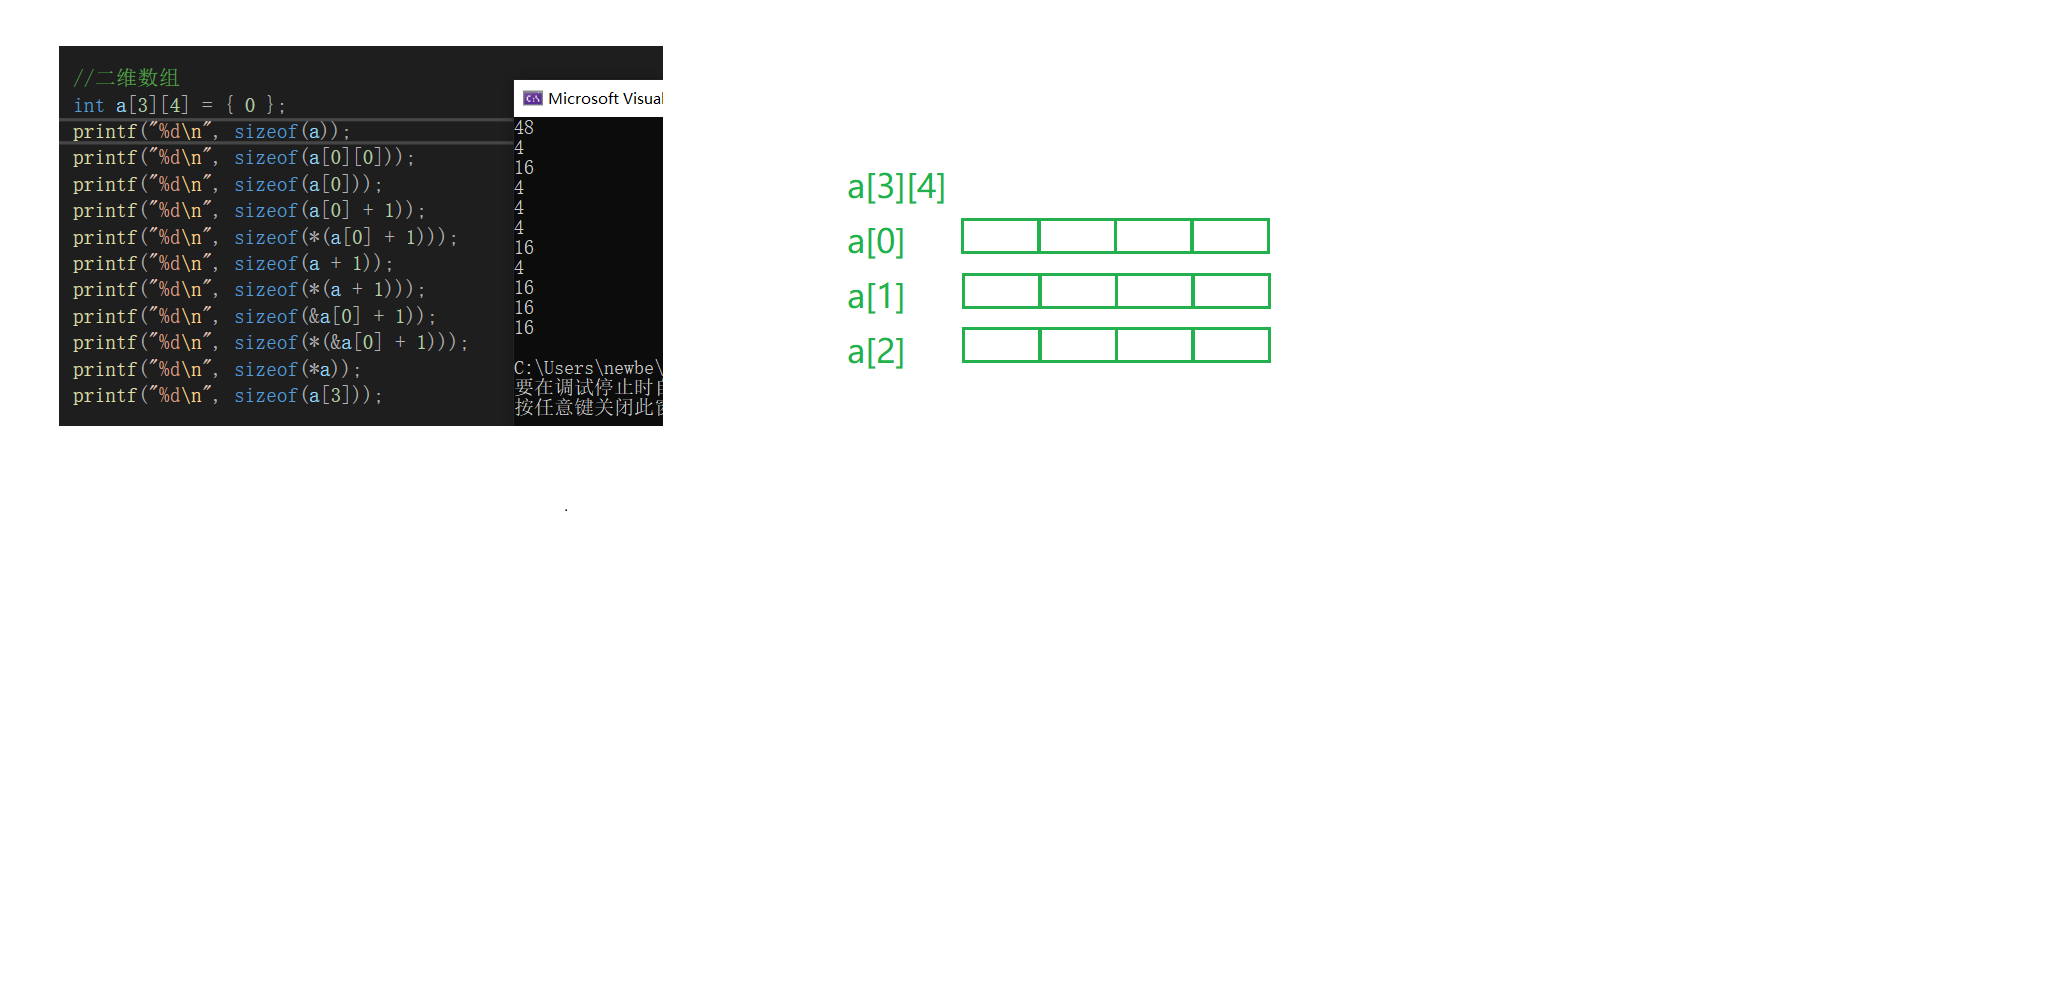 //二维数组
int a[3][4] = { 0 };
printf("%d\n", sizeof(a));
printf("%d\n", sizeof(a[0][0]));
printf("%d\n", sizeof(a[0]));
printf("%d\n", sizeof(a[0] + 1));
printf("%d\n", sizeof(*(a[0] + 1)));
printf("%d\n", sizeof(a + 1));
printf("%d\n", sizeof(*(a + 1)));
printf("%d\n", sizeof(&a[0] + 1));
printf("%d\n", sizeof(*(&a[0] + 1)));
printf("%d\n", sizeof(*a));
printf("%d\n", sizeof(a[3]));
Microsoft Visual
48
4
16
4
4
4
16
4
16
16
16
C:\Users\newbe\
要在调试停止时自
按任意键关闭此窗
a[3][4]
a[0]
a[1]
a[2]